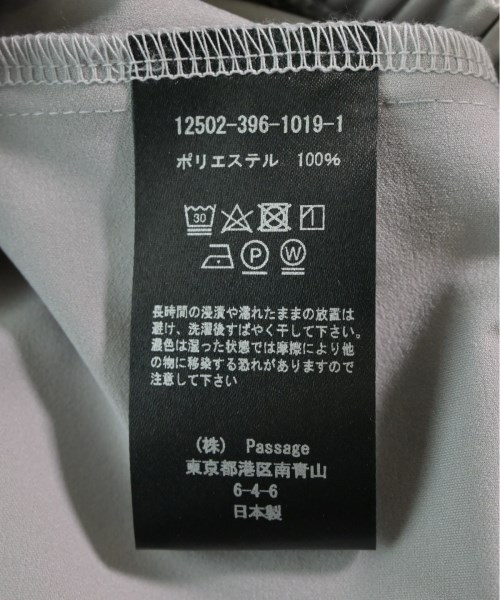 12502-396-1019-1
ポリエステル 100%
30
P W
長時間の浸漬や濡れたままの放置は
避け、洗濯後すばやく干して下さい。
濃色は湿った状態では摩擦により他
の物に移染する恐れがありますので
注意して下さい
(株) Passage
東京都港区南青山
6-4-6
日本製